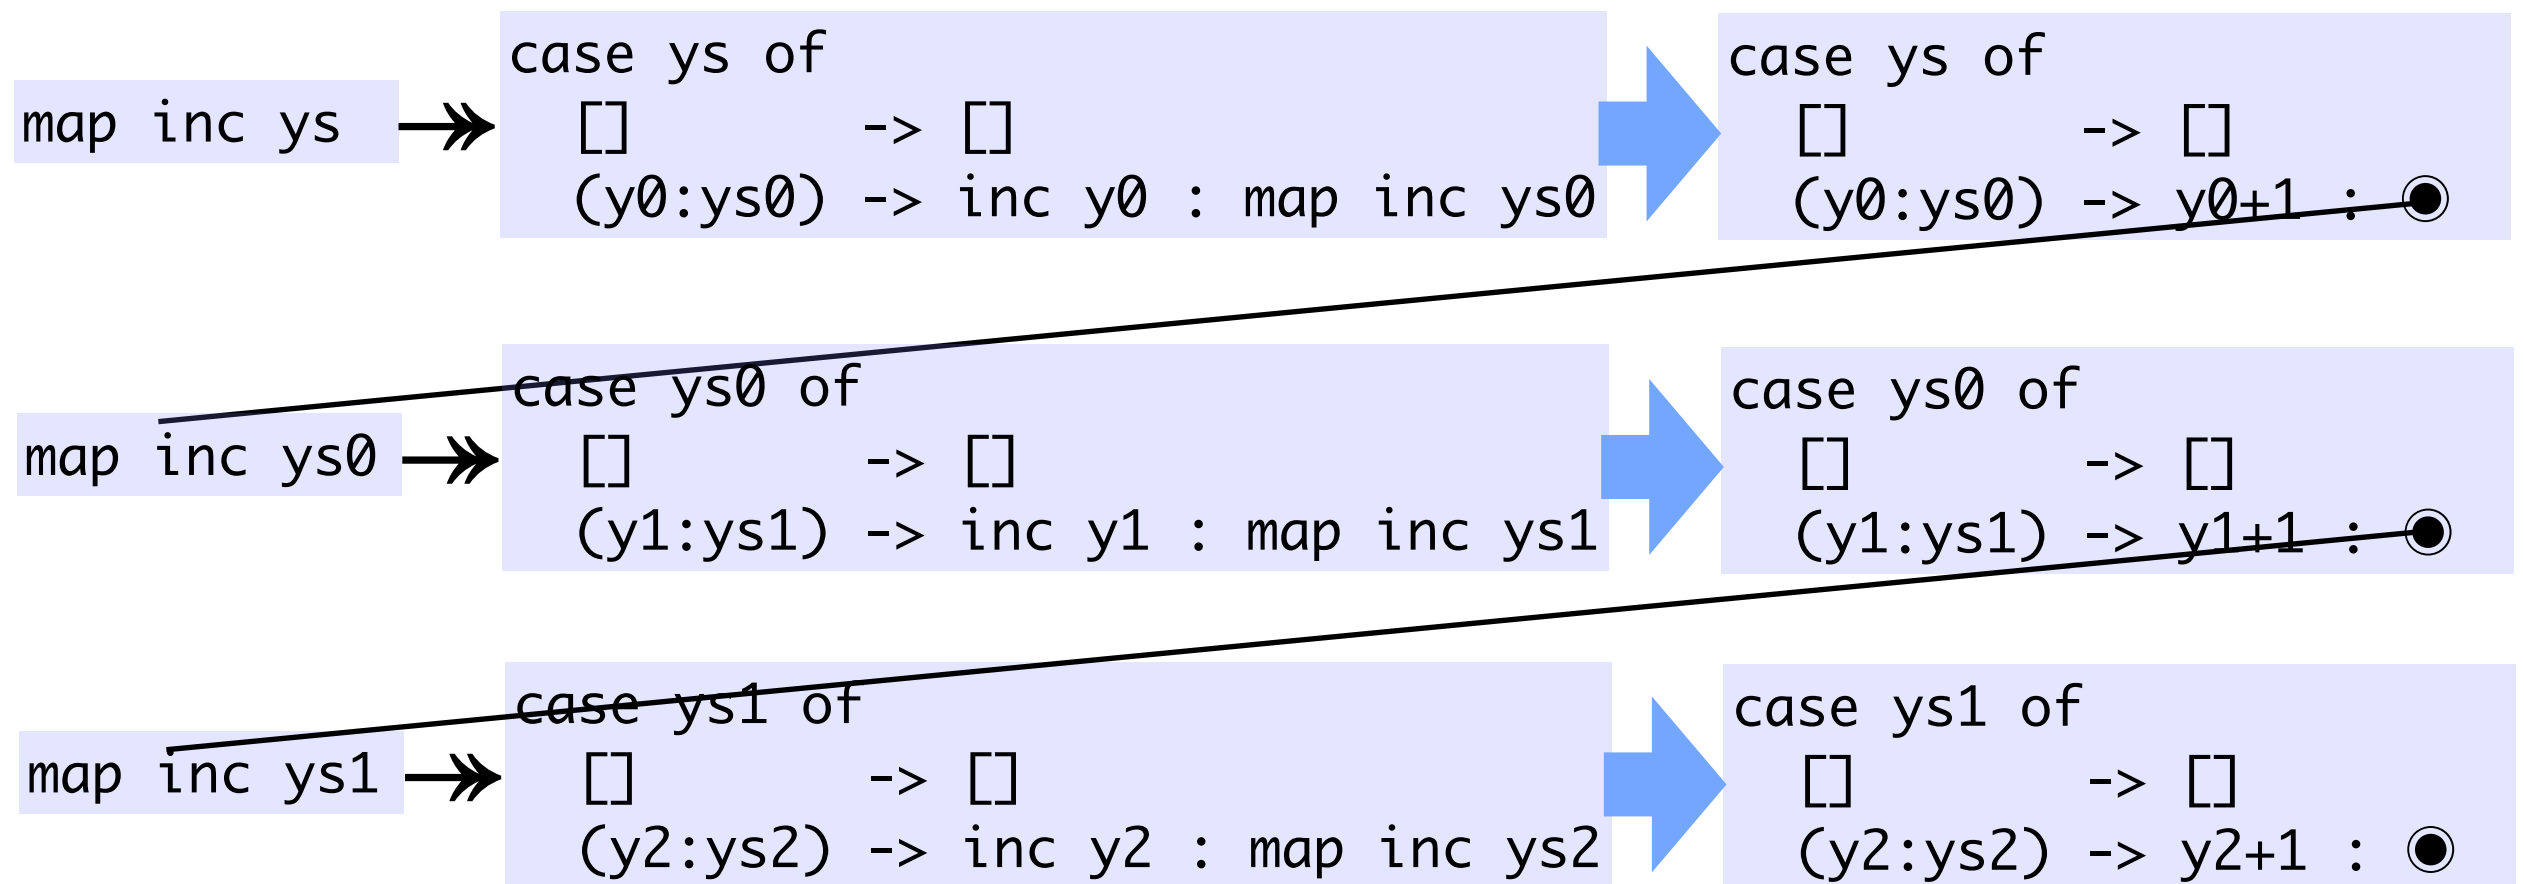 map inc ys
case ys of
[] -> []
(y0:ys0) -> inc y0 : map inc ys0
case ys of
[] -> []
(y0:ys0) -> y0+1 :
map inc ys0
case ys0 of
[] -> []
(y1:ys1) -> inc y1 : map inc ys1
case ys0 of
[] -> []
(y1:ys1) -> y1+1 :
map inc ys1
case ys1 of
[] -> []
(y2:ys2) -> inc y2 : map inc ys2
case ys1 of
[] -> []
(y2:ys2) -> y2+1 :